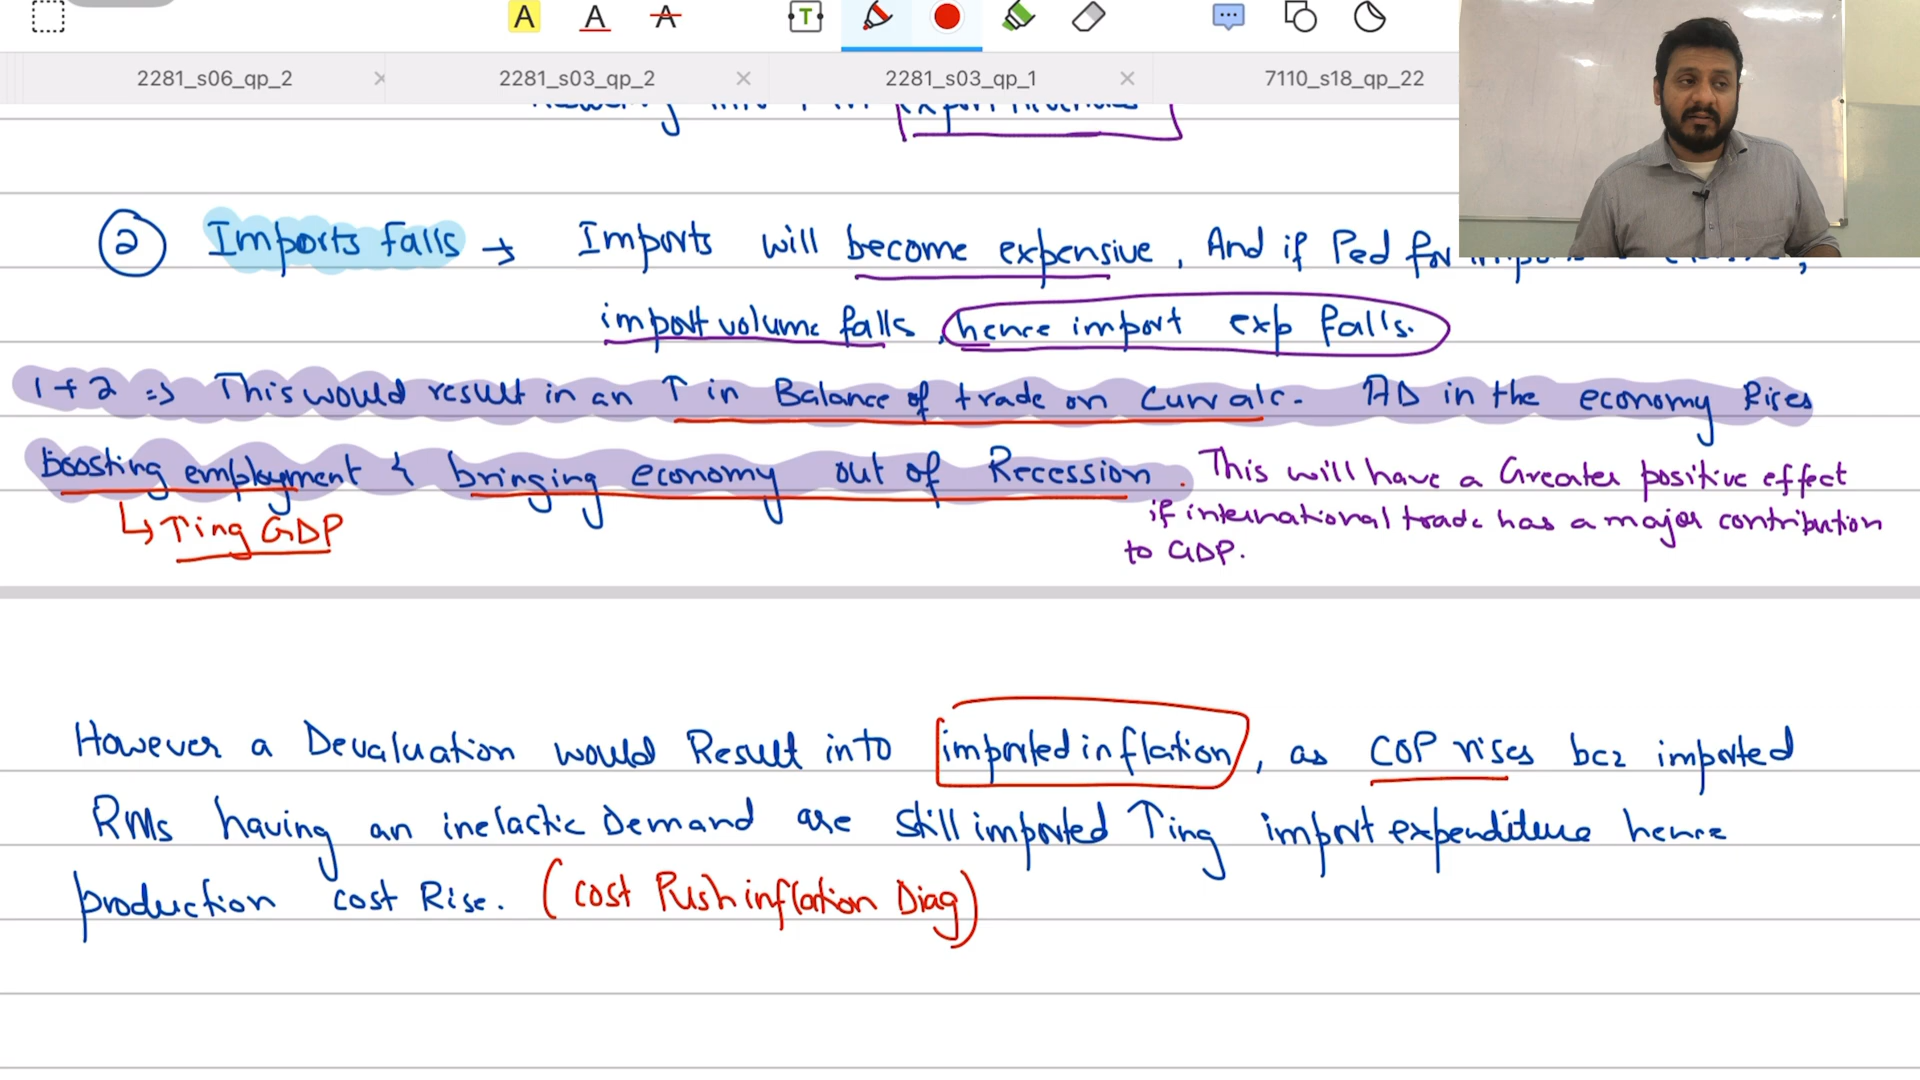 A A A T
2281_s06_qp_2 × 2281_s03_qp_2 × 2281_s03_qp_1 × 7110_s18_qp_22
② Imports falls → Imports will become expensive, And if Ped for
import volume falls, hence import exp falls.
1 + 2 => This would result in an ↑ in Balance of trade on Curr a/c. AD in the economy Rises
boosting employment & bringing economy out of Recession. This will have a Greater positive effect
if international trade has a major contribution
↳ ↑ing GDP
to GDP.
However a Devaluation would Result into imported inflation, as COP rises bcz imported
RMs having an inelastic Demand are still imported ↑ing import expenditure hence
production cost Rise. (cost Push inflation Diag)